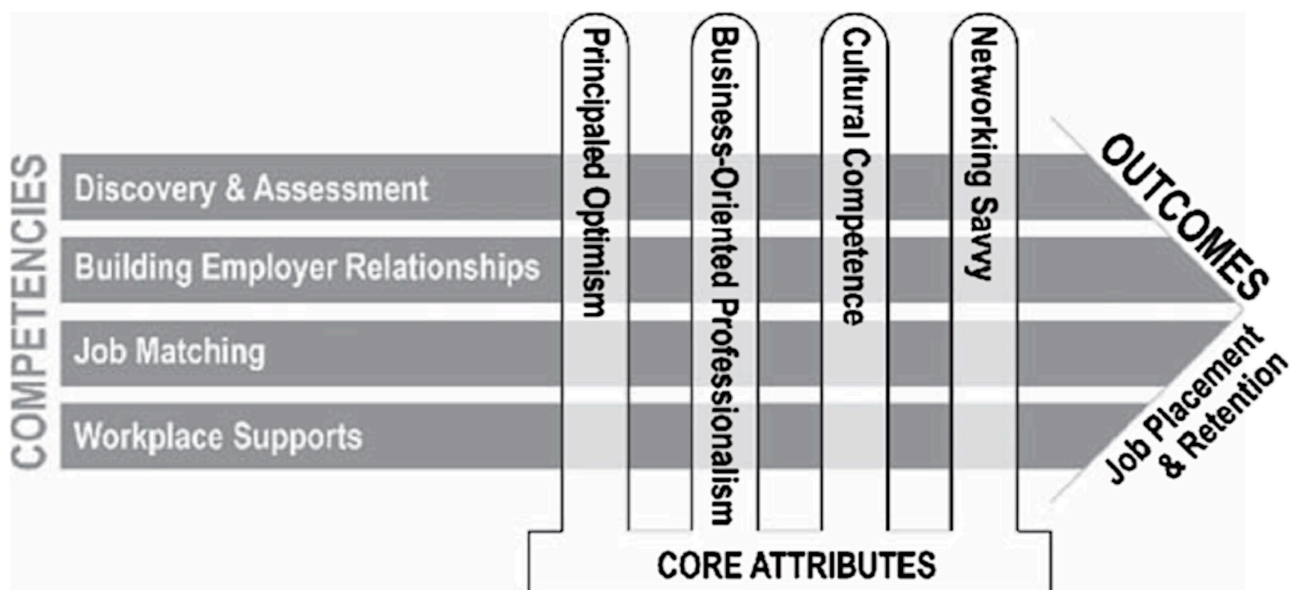 Principaled Optimism
Business-Oriented Professionalism
Cultural Competence
Networking Savvy
COMPETENCIES
Discovery & Assessment
Building Employer Relationships
Job Matching
Workplace Supports
OUTCOMES
Job Placement
& Retention
CORE ATTRIBUTES